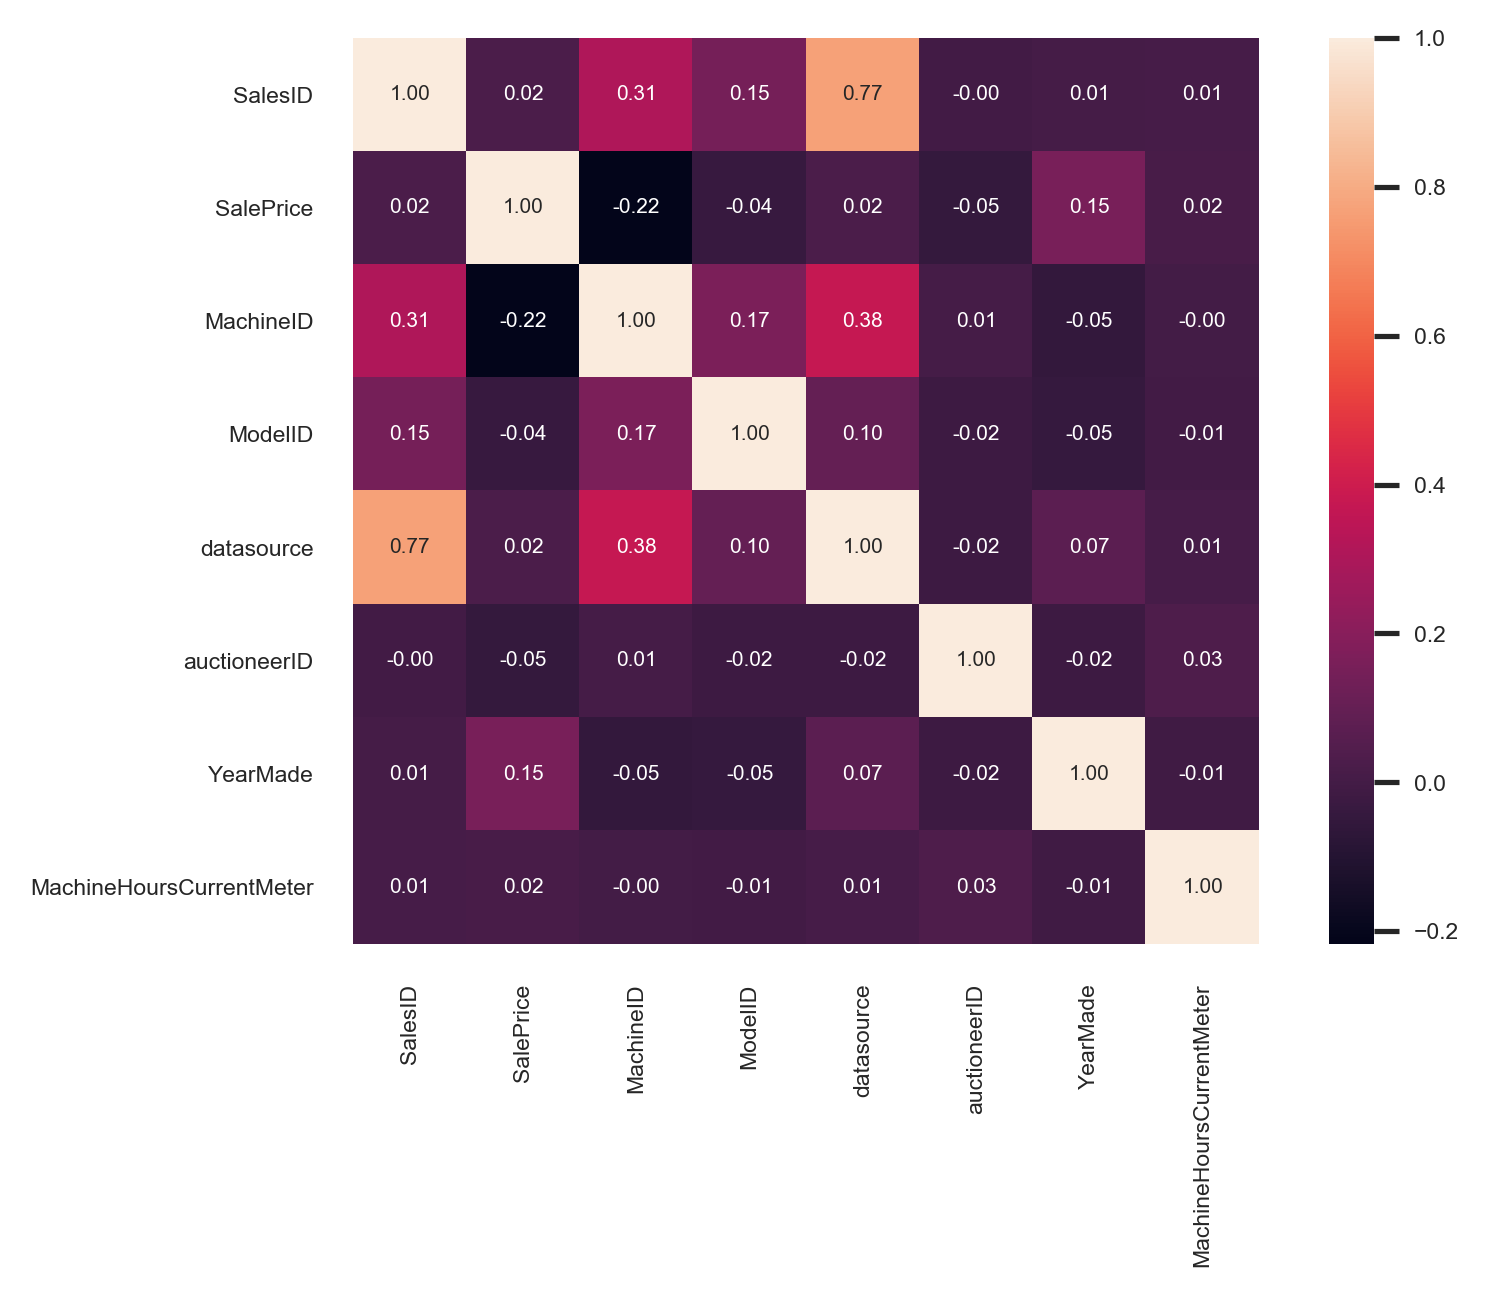 SalesID 1.00 0.02 0.31 0.15 0.77 -0.00 0.01 0.01
SalePrice 0.02 1.00 -0.22 -0.04 0.02 -0.05 0.15 0.02
MachineID 0.31 -0.22 1.00 0.17 0.38 0.01 -0.05 -0.00
ModelID 0.15 -0.04 0.17 1.00 0.10 -0.02 -0.05 -0.01
datasource 0.77 0.02 0.38 0.10 1.00 -0.02 0.07 0.01
auctioneerID -0.00 -0.05 0.01 -0.02 -0.02 1.00 -0.02 0.03
YearMade 0.01 0.15 -0.05 -0.05 0.07 -0.02 1.00 -0.01
MachineHoursCurrentMeter 0.01 0.02 -0.00 -0.01 0.01 0.03 -0.01 1.00
SalesID
SalePrice
MachineID
ModelID
datasource
auctioneerID
YearMade
MachineHoursCurrentMeter
1.0
0.8
0.6
0.4
0.2
0.0
−0.2